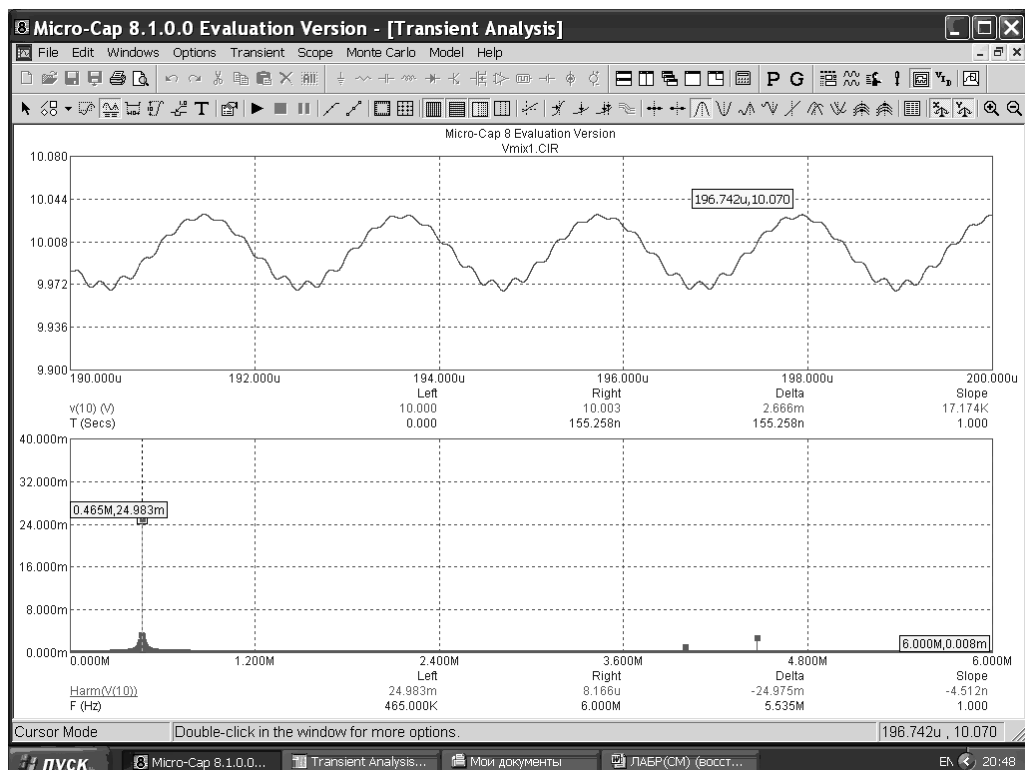 Micro-Cap 8.1.0.0 Evaluation Version - [Transient Analysis]
File Edit Windows Options Transient Scope Monte Carlo Model Help
P G
T
Micro-Cap 8 Evaluation Version
Vmix1.CIR
10.080
10.044
10.008
9.972
9.936
9.900
196.742u,10.070
190.000u 192.000u 194.000u 196.000u 198.000u 200.000u
Left Right Delta Slope
v(10) (V) 10.000 10.003 2.666m 17.174K
T (Secs) 0.000 155.258n 155.258n 1.000
40.000m
32.000m
24.000m
16.000m
8.000m
0.000m
0.465M,24.983m
6.000M,0.008m
0.000M 1.200M 2.400M 3.600M 4.800M 6.000M
Left Right Delta Slope
Harm(V(10)) 24.983m 8.166u -24.975m -4.512n
F (Hz) 465.000K 6.000M 5.535M 1.000
Cursor Mode Double-click in the window for more options. 196.742u , 10.070
пуск 8 Micro-Cap 8.1.0.0... Transient Analysis... Мои документы ЛАБР(СМ) (восст... EN 20:48